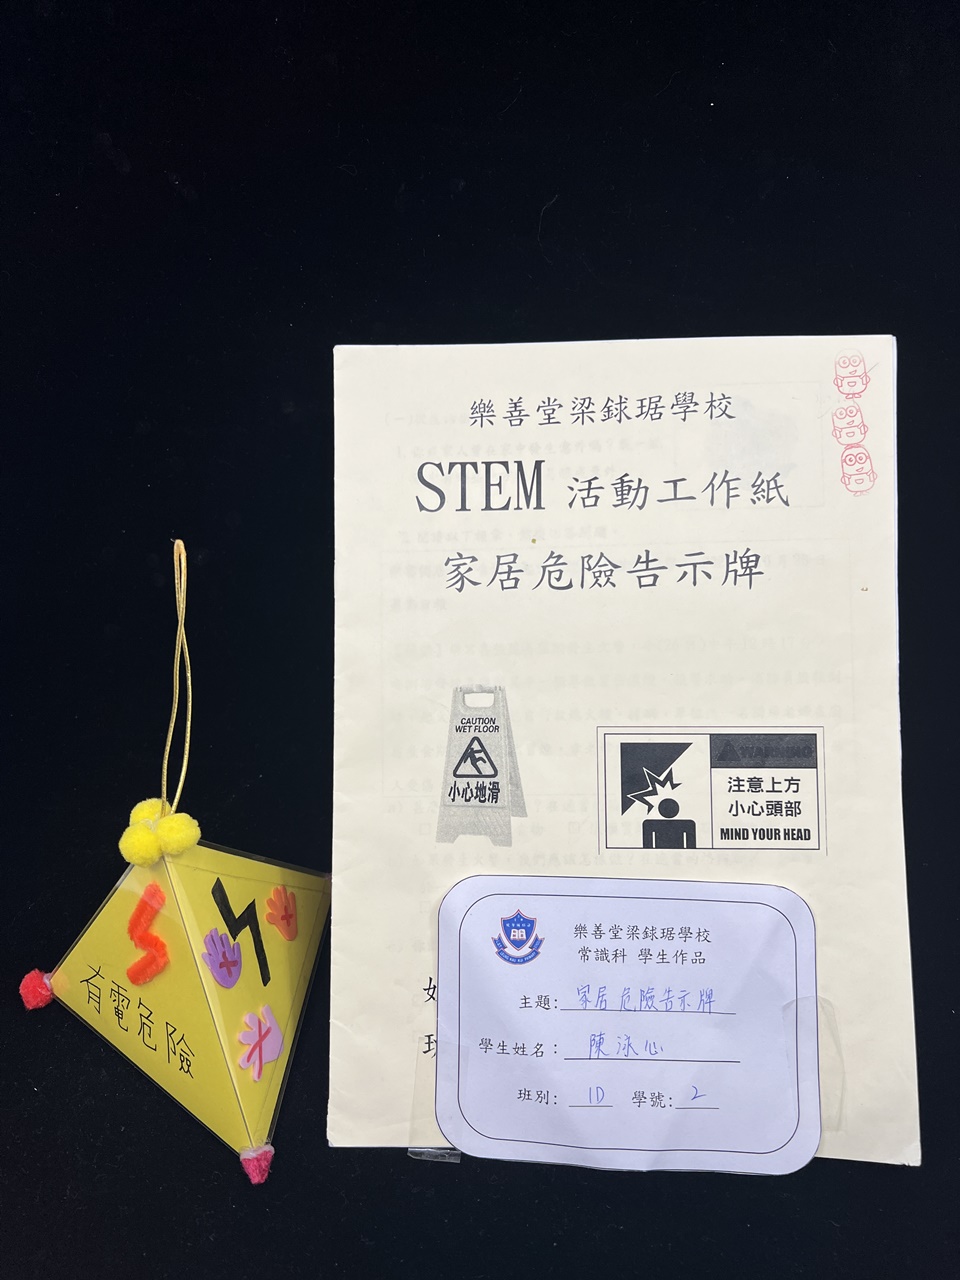 樂善堂梁銶琚學校
STEM 活動工作紙
家居危險告示牌
CAUTION
WET FLOOR
小心地滑
WARNING
注意上方
小心頭部
MIND YOUR HEAD
樂善堂梁銶琚學校
常識科 學生作品
主題: 家居危險告示牌
學生姓名: 陳泳心
班別: 1D 學號: 2
有電危險